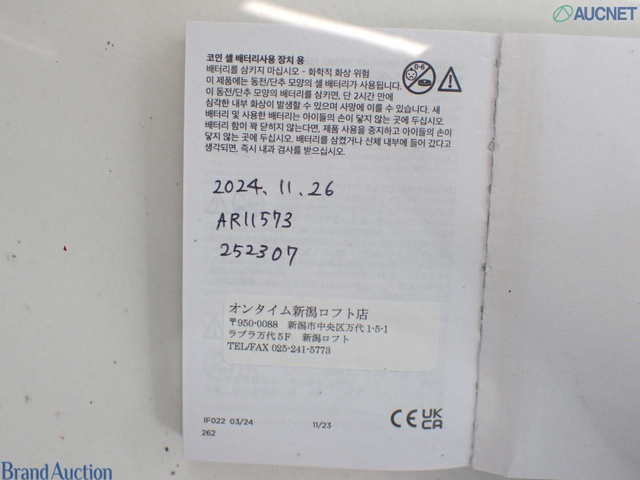 AUCNET
코인 셀 배터리사용 장치 용
배터리를 삼키지 마십시오 - 화학적 화상 위험
이 제품에는 동전/단추 모양의 셀 배터리가 사용됩니다.
이 동전/단추 모양의 배터리를 삼키면, 단 2시간 만에
심각한 내부 화상이 발생할 수 있으며 사망에 이를 수 있습니다. 새
배터리 및 사용한 배터리는 아이들의 손이 닿지 않는 곳에 두십시오.
배터리 함이 꽉 닫히지 않는다면, 제품 사용을 중지하고 아이들의 손이
닿지 않는 곳에 두십시오. 배터리를 삼켰거나 신체 내부에 들어 갔다고
생각되면, 즉시 내과 검사를 받으십시오.
0-6
2024.11.26
AR11573
252307
オンタイム新潟ロフト店
〒950-0088 新潟市中央区万代1-5-1
ラブラ万代5F 新潟ロフト
TEL/FAX 025-241-5773
IF022 03/24
11/23
262
CE UKCA
Brand Auction